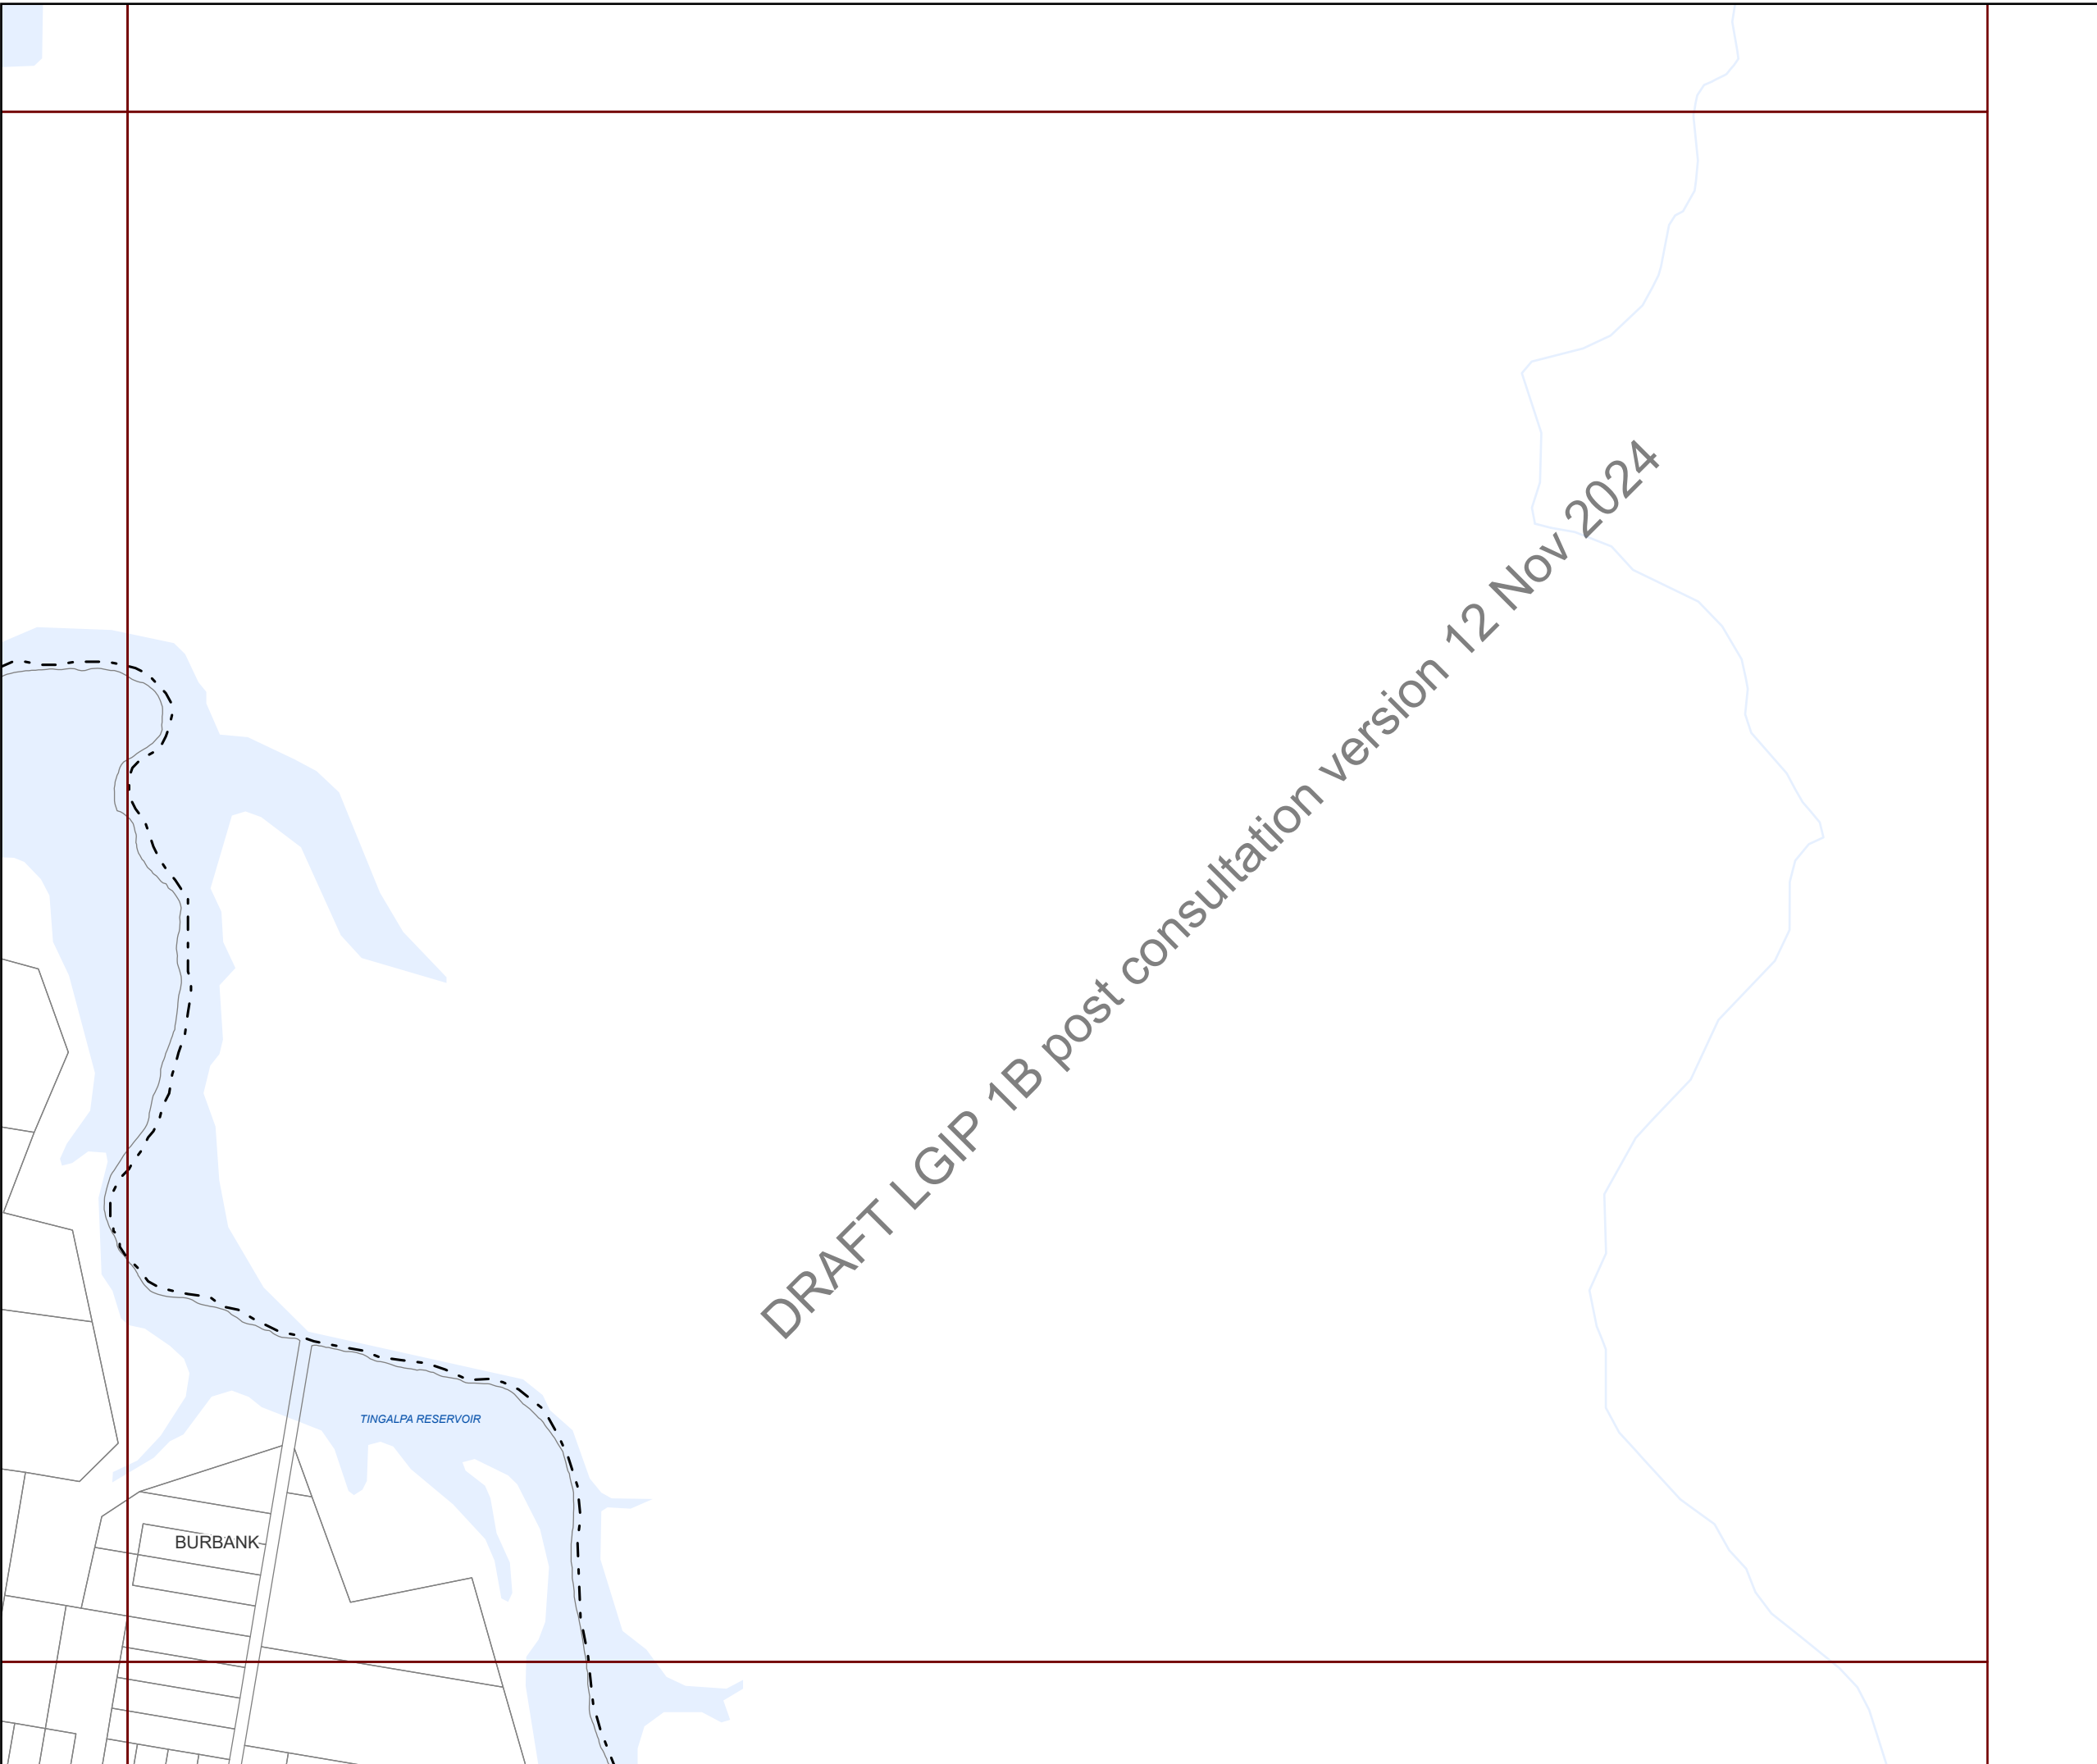 DRAFT LGIP 1B post consultation version 12 Nov 2024
TINGALPA RESERVOIR
BURBANK